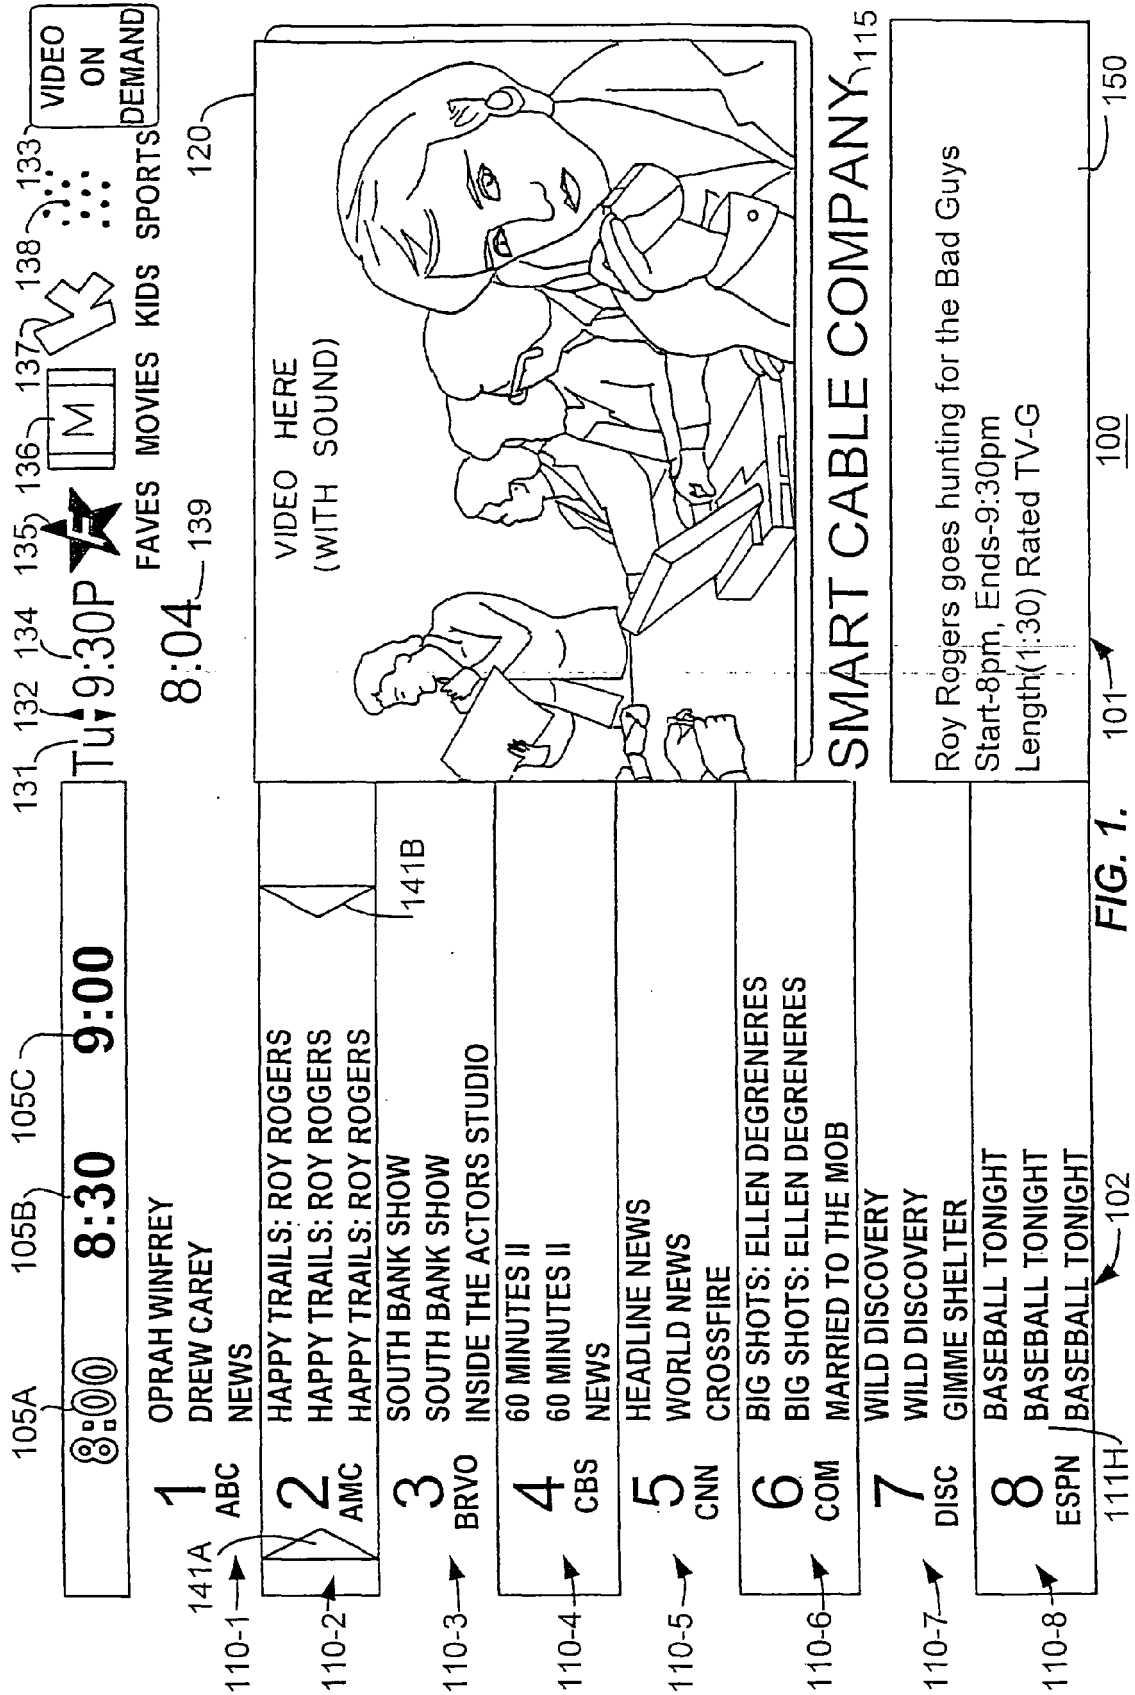 105A
105B
105C
131
132
134
135
136
137
138
133
8:00
8:30
9:00
Tu
9:30P
M
VIDEO
ON
DEMAND
FAVES
MOVIES
KIDS
SPORTS
8:04
139
120
110-1
1
ABC
OPRAH WINFREY
DREW CAREY
NEWS
141A
110-2
2
AMC
HAPPY TRAILS: ROY ROGERS
HAPPY TRAILS: ROY ROGERS
HAPPY TRAILS: ROY ROGERS
141B
110-3
3
BRVO
SOUTH BANK SHOW
SOUTH BANK SHOW
INSIDE THE ACTORS STUDIO
110-4
4
CBS
60 MINUTES II
60 MINUTES II
NEWS
110-5
5
CNN
HEADLINE NEWS
WORLD NEWS
CROSSFIRE
110-6
6
COM
BIG SHOTS: ELLEN DEGRENERES
BIG SHOTS: ELLEN DEGRENERES
MARRIED TO THE MOB
110-7
7
DISC
WILD DISCOVERY
WILD DISCOVERY
GIMME SHELTER
110-8
8
ESPN
BASEBALL TONIGHT
BASEBALL TONIGHT
BASEBALL TONIGHT
111H
102
VIDEO HERE
(WITH SOUND)
SMART CABLE COMPANY
115
Roy Rogers goes hunting for the Bad Guys
Start-8pm, Ends-9:30pm
Length(1:30) Rated TV-G
150
101
100
FIG. 1.